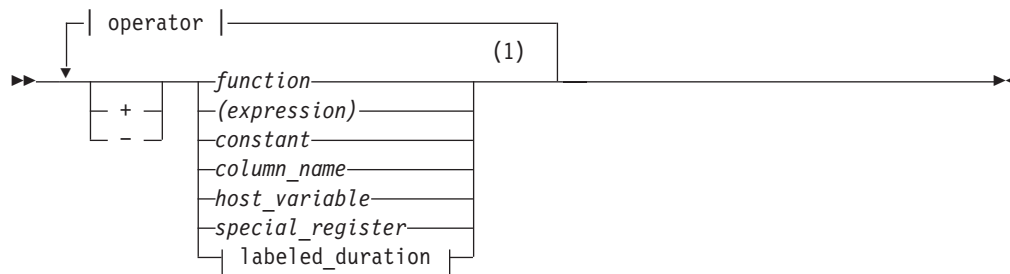 operator
(1)
function
+
(expression)
-
constant
column_name
host_variable
special_register
labeled_duration